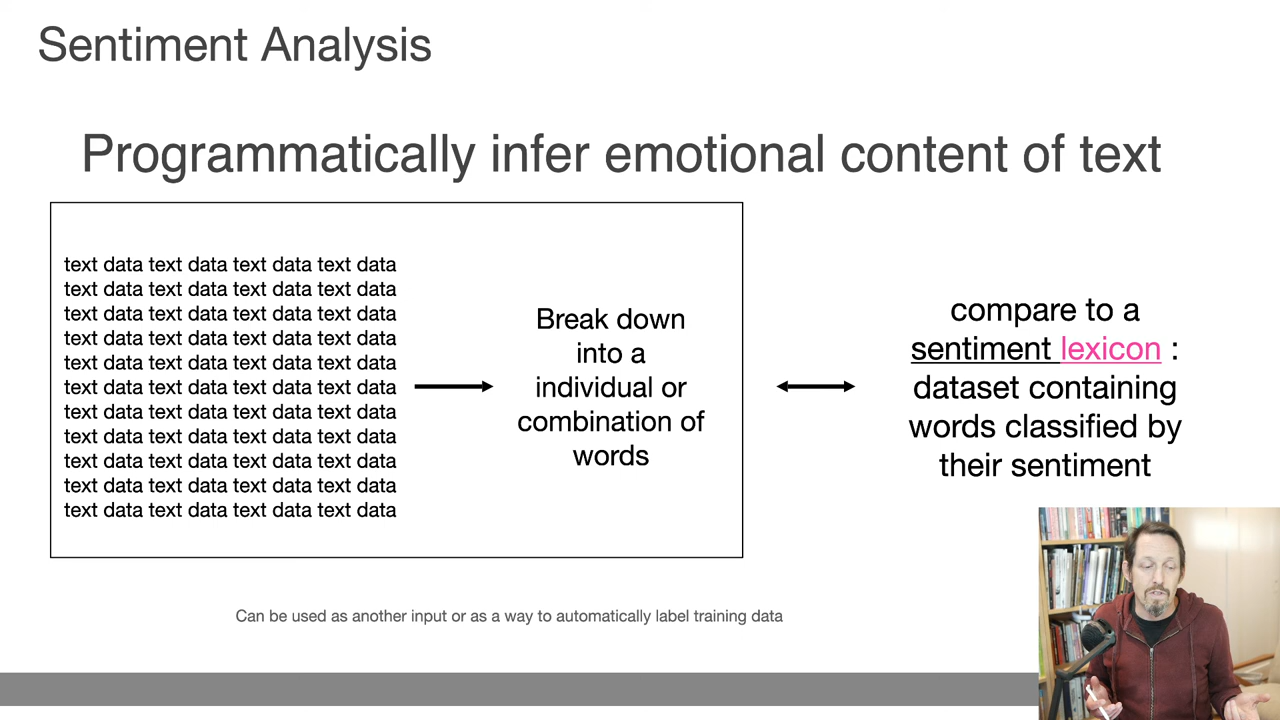 Sentiment Analysis
Programmatically infer emotional content of text
text data text data text data text data
text data text data text data text data
text data text data text data text data
text data text data text data text data
text data text data text data text data
text data text data text data text data
text data text data text data text data
text data text data text data text data
text data text data text data text data
text data text data text data text data
text data text data text data text data
Break down
into a
individual or
combination of
words
compare to a
sentiment lexicon :
dataset containing
words classified by
their sentiment
Can be used as another input or as a way to automatically label training data